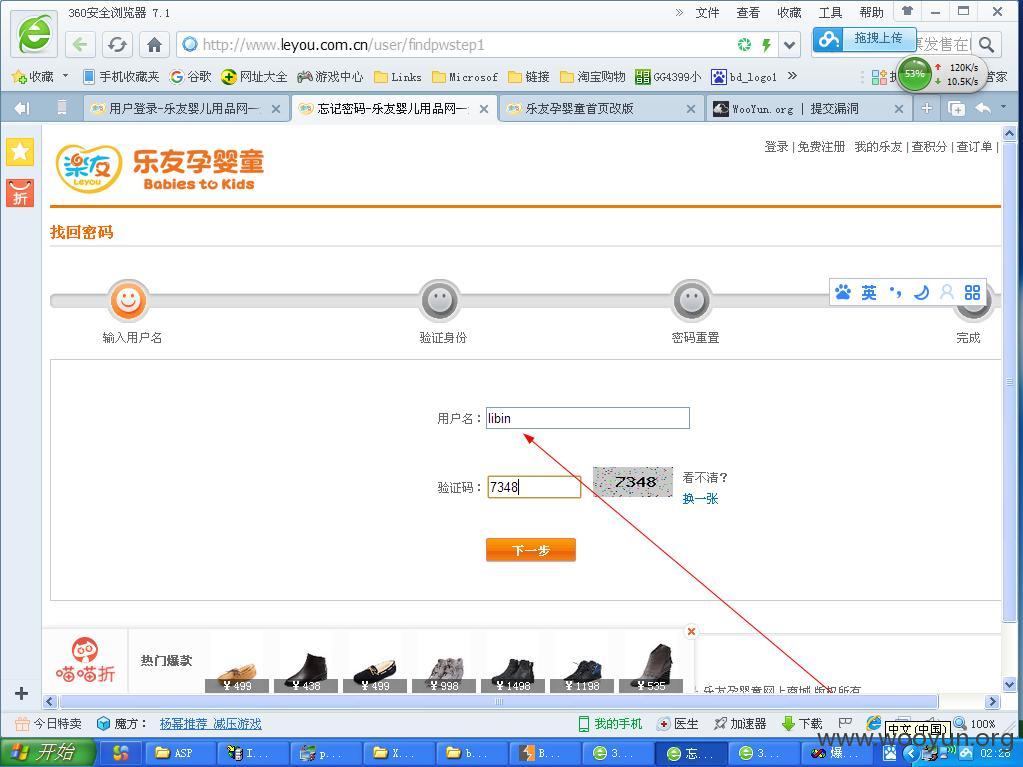 360安全浏览器 7.1
» 文件 查看 收藏 工具 帮助
http://www.leyou.com.cn/user/findpwstep1
拖拽上传
票发售在即
收藏 手机收藏夹 谷歌 网址大全 游戏中心 Links Microsof 链接 淘宝购物 GG4399小 bd_logo1 »
53% 120K/s
10.5K/s
管家
用户登录-乐友婴儿用品网一
忘记密码-乐友婴儿用品网一
乐友孕婴童首页改版
WooYun.org | 提交漏洞
折
登录 | 免费注册 我的乐友 | 查积分 | 查订单 |
乐友 Leyou
乐友孕婴童
Babies to Kids
找回密码
英
输入用户名 验证身份 密码重置 完成
用户名： libin
验证码： 7348 7348 看不清？
换一张
下一步
喵喵折
热门爆款
¥499 ¥438 ¥499 ¥998 ¥1498 ¥1198 ¥535
乐友孕婴童网上商城 版权所有
今日特卖 魔方： 杨幂推荐 减压游戏 我的手机 医生 加速器 下载 100%
中文(中国)
开始 ASP I... p... X... b... B... 3... 忘... 3... 爆... 02:26
www.wooyun.org